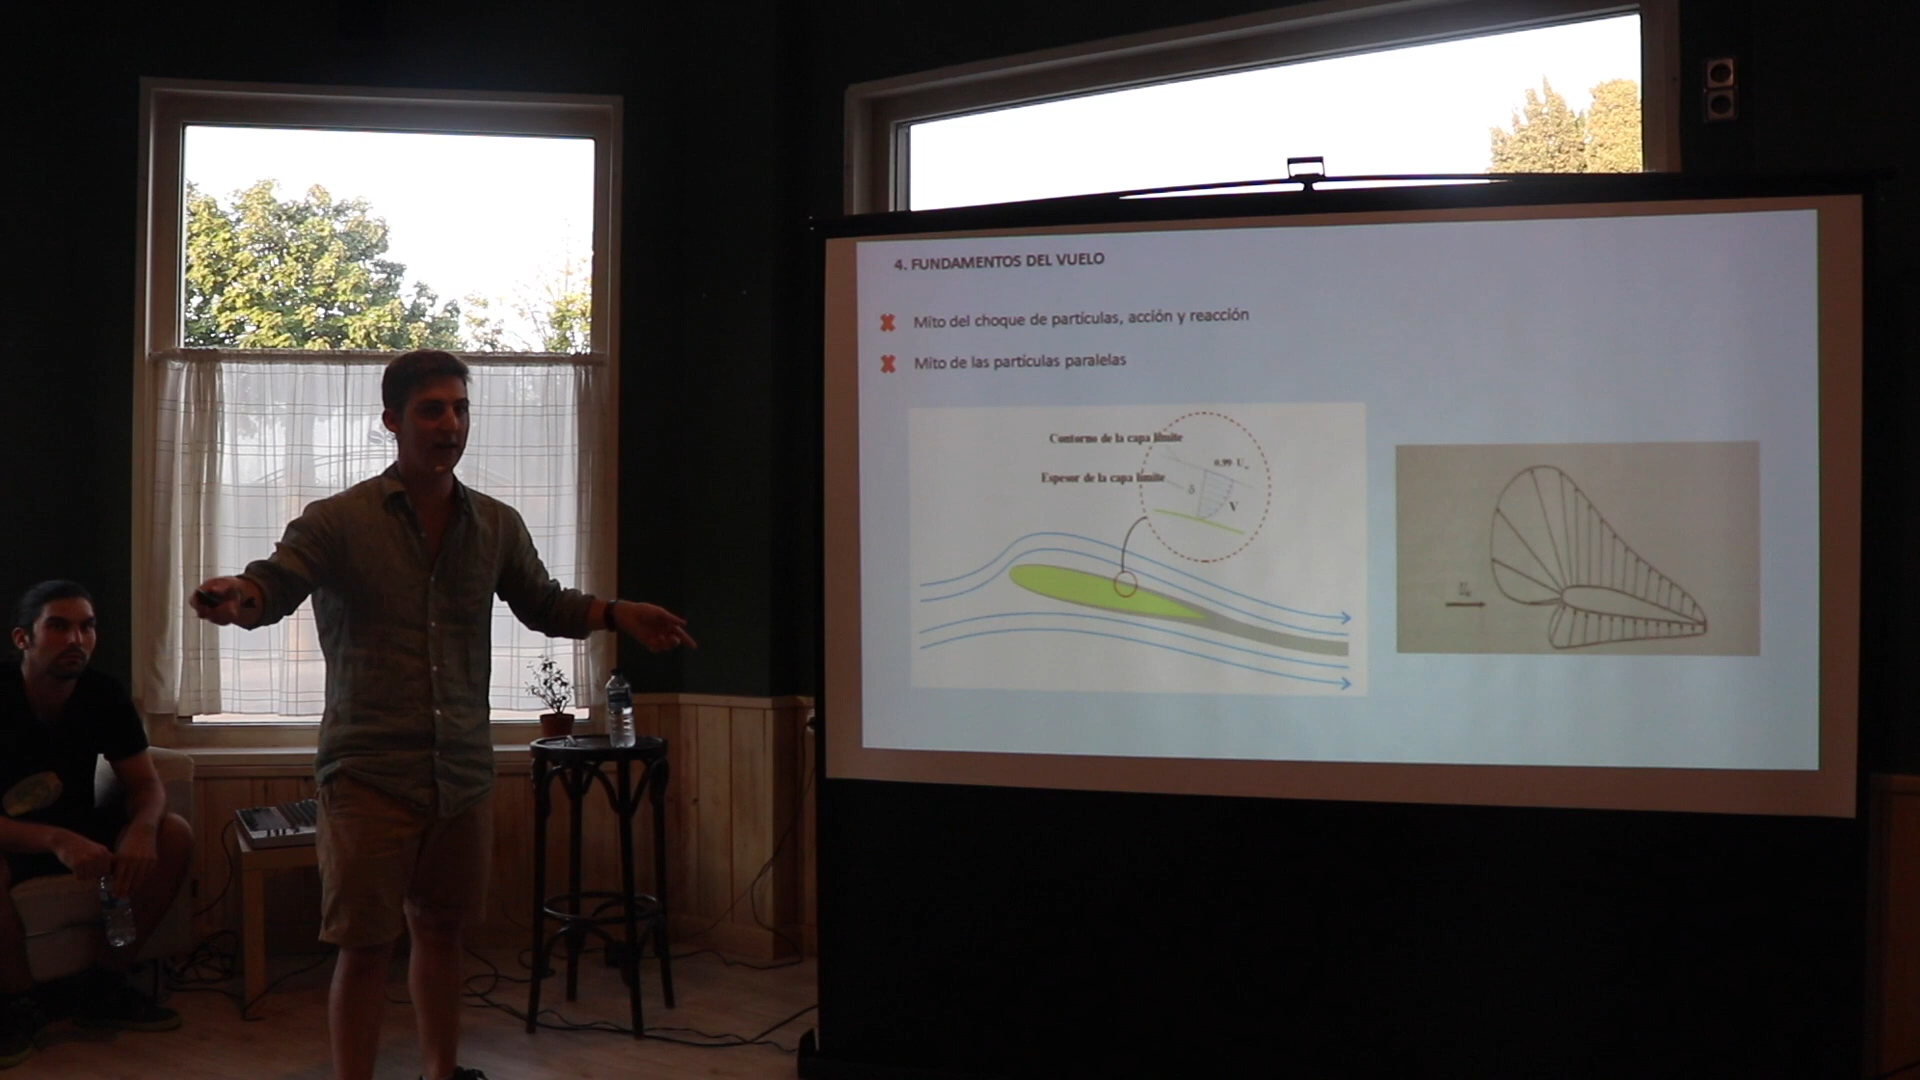 4. FUNDAMENTOS DEL VUELO
Mito del choque de partículas, acción y reacción
Mito de las partículas paralelas
Contorno de la capa límite
0.99·U∞
Espesor de la capa límite
δ
V